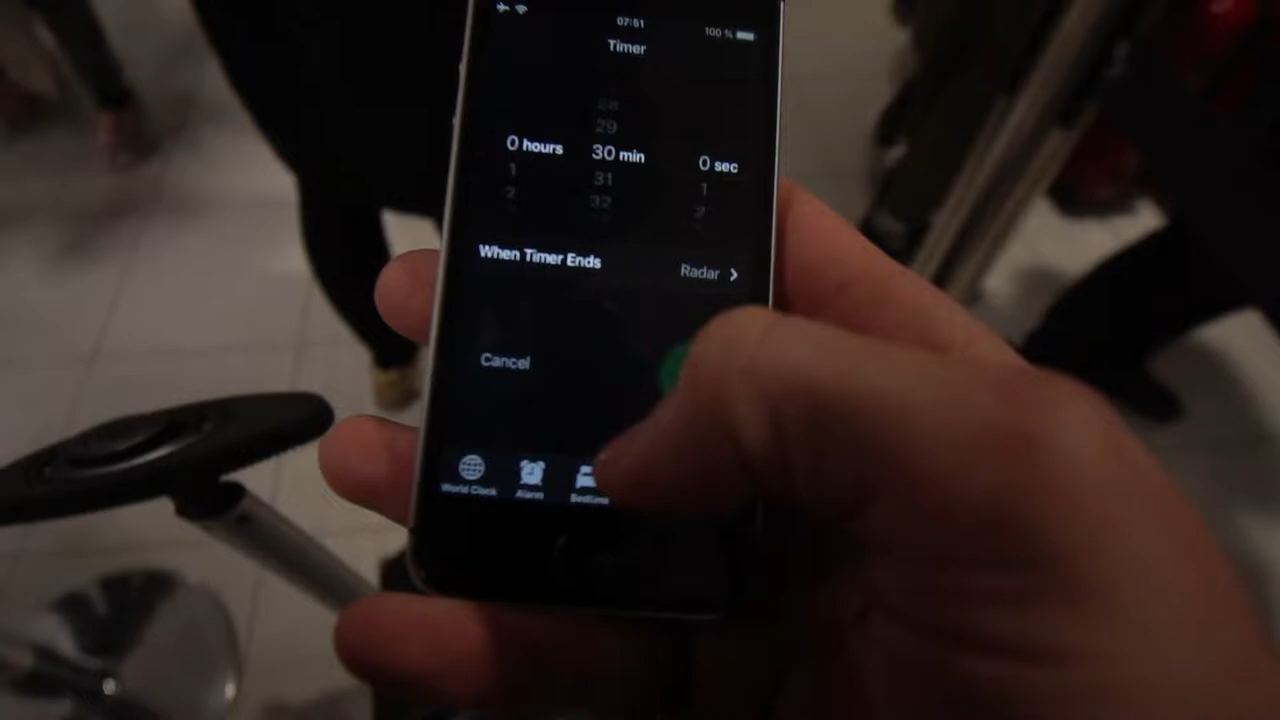 07:51
100 %
Timer
29
0 hours 30 min 0 sec
1 31 1
2 32 2
When Timer Ends Radar
Cancel
World Clock Alarm Bedtime